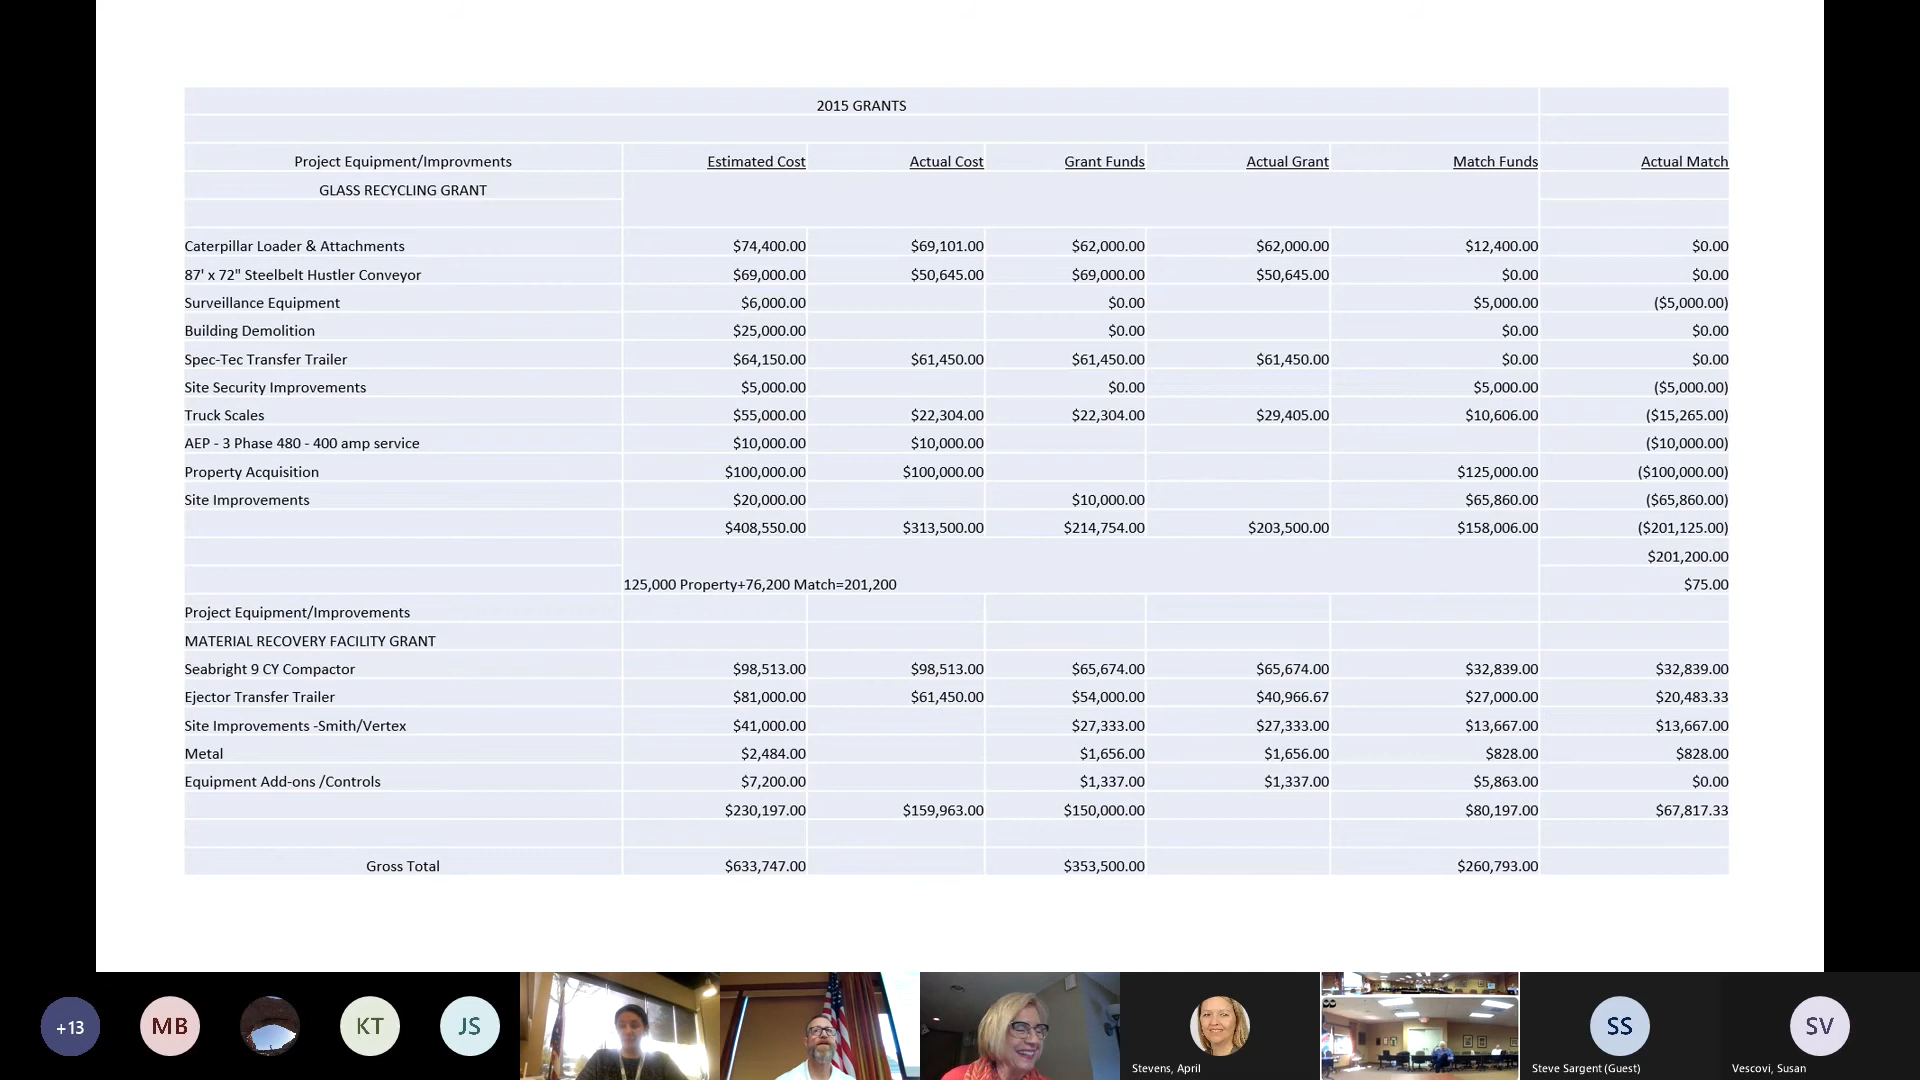 2015 GRANTS
Project Equipment/Improvments Estimated Cost Actual Cost Grant Funds Actual Grant Match Funds Actual Match
GLASS RECYCLING GRANT
Caterpillar Loader & Attachments $74,400.00 $69,101.00 $62,000.00 $62,000.00 $12,400.00 $0.00
87' x 72" Steelbelt Hustler Conveyor $69,000.00 $50,645.00 $69,000.00 $50,645.00 $0.00 $0.00
Surveillance Equipment $6,000.00 $0.00 $5,000.00 ($5,000.00)
Building Demolition $25,000.00 $0.00 $0.00 $0.00
Spec-Tec Transfer Trailer $64,150.00 $61,450.00 $61,450.00 $61,450.00 $0.00 $0.00
Site Security Improvements $5,000.00 $0.00 $5,000.00 ($5,000.00)
Truck Scales $55,000.00 $22,304.00 $22,304.00 $29,405.00 $10,606.00 ($15,265.00)
AEP - 3 Phase 480 - 400 amp service $10,000.00 $10,000.00 ($10,000.00)
Property Acquisition $100,000.00 $100,000.00 $125,000.00 ($100,000.00)
Site Improvements $20,000.00 $10,000.00 $65,860.00 ($65,860.00)
$408,550.00 $313,500.00 $214,754.00 $203,500.00 $158,006.00 ($201,125.00)
$201,200.00
125,000 Property+76,200 Match=201,200 $75.00
Project Equipment/Improvements
MATERIAL RECOVERY FACILITY GRANT
Seabright 9 CY Compactor $98,513.00 $98,513.00 $65,674.00 $65,674.00 $32,839.00 $32,839.00
Ejector Transfer Trailer $81,000.00 $61,450.00 $54,000.00 $40,966.67 $27,000.00 $20,483.33
Site Improvements -Smith/Vertex $41,000.00 $27,333.00 $27,333.00 $13,667.00 $13,667.00
Metal $2,484.00 $1,656.00 $1,656.00 $828.00 $828.00
Equipment Add-ons /Controls $7,200.00 $1,337.00 $1,337.00 $5,863.00 $0.00
$230,197.00 $159,963.00 $150,000.00 $80,197.00 $67,817.33
Gross Total $633,747.00 $353,500.00 $260,793.00
+13 MB KT JS SS SV
Stevens, April Steve Sargent (Guest) Vescovi, Susan